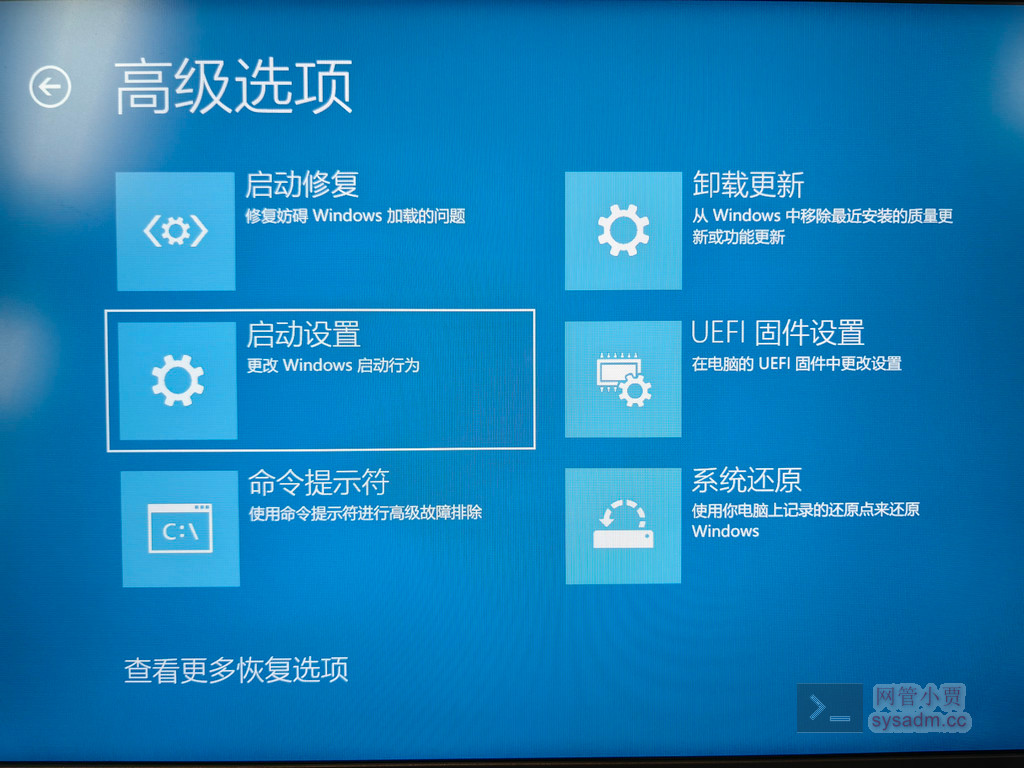 高级选项
启动修复
修复妨碍 Windows 加载的问题
卸载更新
从 Windows 中移除最近安装的质量更
新或功能更新
启动设置
更改 Windows 启动行为
UEFI 固件设置
在电脑的 UEFI 固件中更改设置
命令提示符
使用命令提示符进行高级故障排除
C:\
系统还原
使用你电脑上记录的还原点来还原
Windows
查看更多恢复选项
网管小贾
sysadm.cc